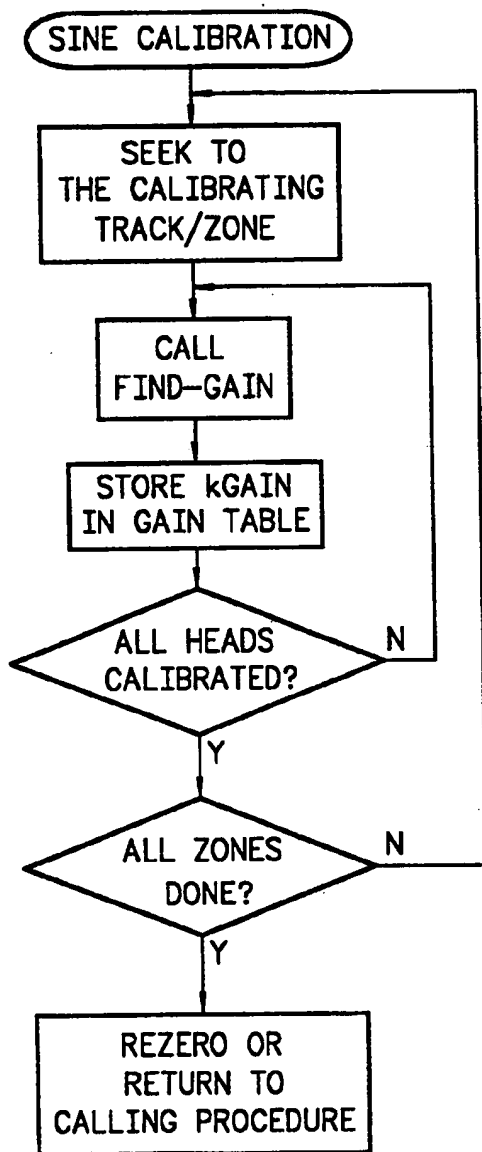 SINE CALIBRATION
SEEK TO
THE CALIBRATING
TRACK/ZONE
CALL
FIND-GAIN
STORE kGAIN
IN GAIN TABLE
ALL HEADS
CALIBRATED?
N
Y
ALL ZONES
DONE?
N
Y
REZERO OR
RETURN TO
CALLING PROCEDURE